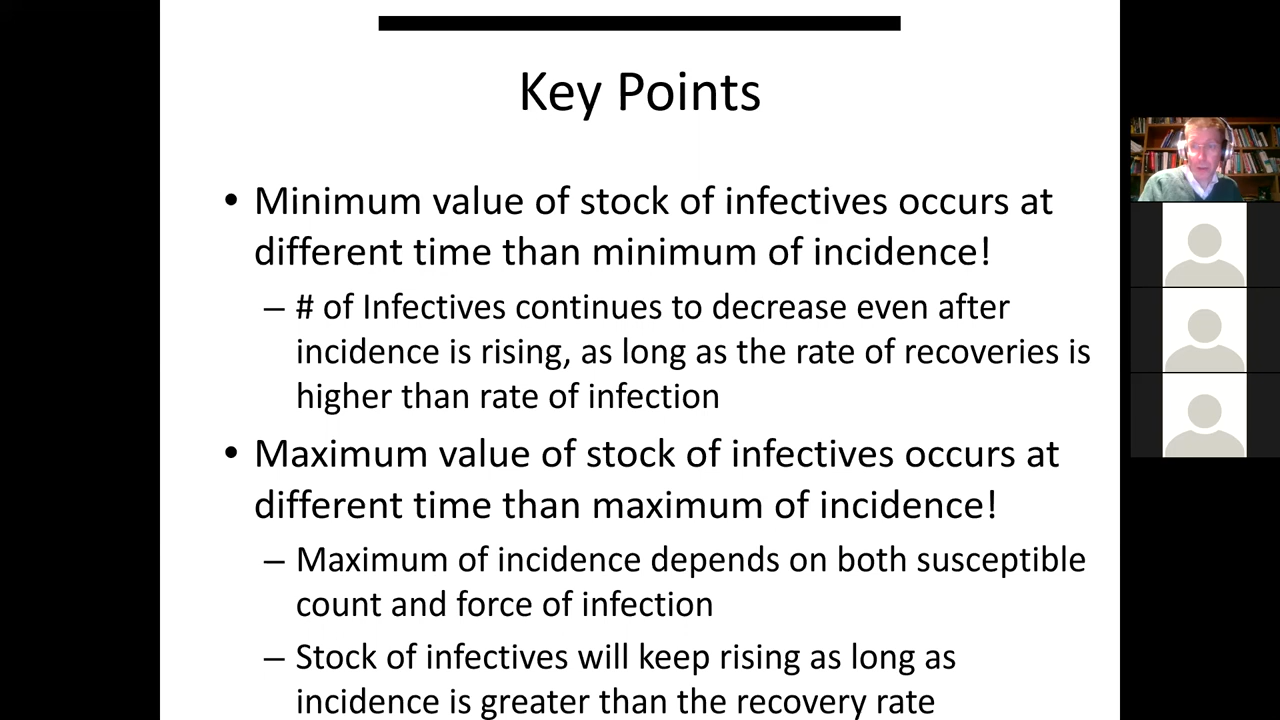 Key Points
• Minimum value of stock of infectives occurs at
different time than minimum of incidence!
– # of Infectives continues to decrease even after
incidence is rising, as long as the rate of recoveries is
higher than rate of infection
• Maximum value of stock of infectives occurs at
different time than maximum of incidence!
– Maximum of incidence depends on both susceptible
count and force of infection
– Stock of infectives will keep rising as long as
incidence is greater than the recovery rate